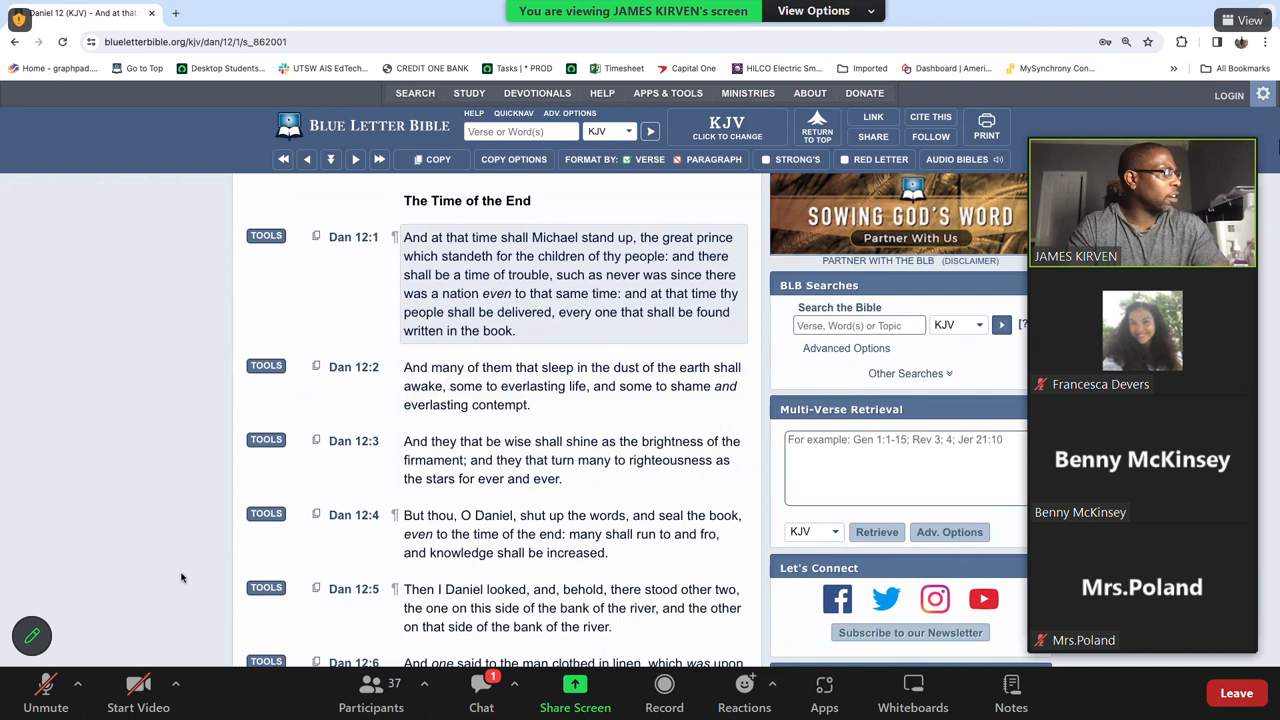 Daniel 12 (KJV) - And at that
You are viewing JAMES KIRVEN's screen
View Options
View
blueletterbible.org/kjv/dan/12/1/s_862001
Home - graphpad....
Go to Top
Desktop Students...
UTSW AIS EdTech...
CREDIT ONE BANK
Tasks | * PROD
Timesheet
Capital One
HILCO Electric Sm...
Imported
Dashboard | Ameri...
MySynchrony Con...
»
All Bookmarks
SEARCH STUDY DEVOTIONALS HELP APPS & TOOLS MINISTRIES ABOUT DONATE
LOGIN
BLUE LETTER BIBLE
HELP QUICKNAV ADV. OPTIONS
Verse or Word(s)
KJV
KJV
CLICK TO CHANGE
RETURN
TO TOP
LINK
CITE THIS
SHARE
FOLLOW
PRINT
COPY
COPY OPTIONS
FORMAT BY: VERSE PARAGRAPH
STRONG'S
RED LETTER
AUDIO BIBLES
The Time of the End
TOOLS Dan 12:1 ¶ And at that time shall Michael stand up, the great prince
which standeth for the children of thy people: and there
shall be a time of trouble, such as never was since there
was a nation even to that same time: and at that time thy
people shall be delivered, every one that shall be found
written in the book.
TOOLS Dan 12:2 And many of them that sleep in the dust of the earth shall
awake, some to everlasting life, and some to shame and
everlasting contempt.
TOOLS Dan 12:3 And they that be wise shall shine as the brightness of the
firmament; and they that turn many to righteousness as
the stars for ever and ever.
TOOLS Dan 12:4 ¶ But thou, O Daniel, shut up the words, and seal the book,
even to the time of the end: many shall run to and fro,
and knowledge shall be increased.
TOOLS Dan 12:5 ¶ Then I Daniel looked, and, behold, there stood other two,
the one on this side of the bank of the river, and the other
on that side of the bank of the river.
TOOLS Dan 12:6 And one said to the man clothed in linen, which was upon
SOWING GOD'S WORD
Partner With Us
PARTNER WITH THE BLB (DISCLAIMER)
BLB Searches
Search the Bible
Verse, Word(s) or Topic
KJV
[?
Advanced Options
Other Searches
Multi-Verse Retrieval
For example: Gen 1:1-15; Rev 3; 4; Jer 21:10
KJV
Retrieve
Adv. Options
Let's Connect
Subscribe to our Newsletter
JAMES KIRVEN
Francesca Devers
Benny McKinsey
Benny McKinsey
Mrs.Poland
Mrs.Poland
Unmute
Start Video
37
Participants
1
Chat
Share Screen
Record
Reactions
Apps
Whiteboards
Notes
Leave